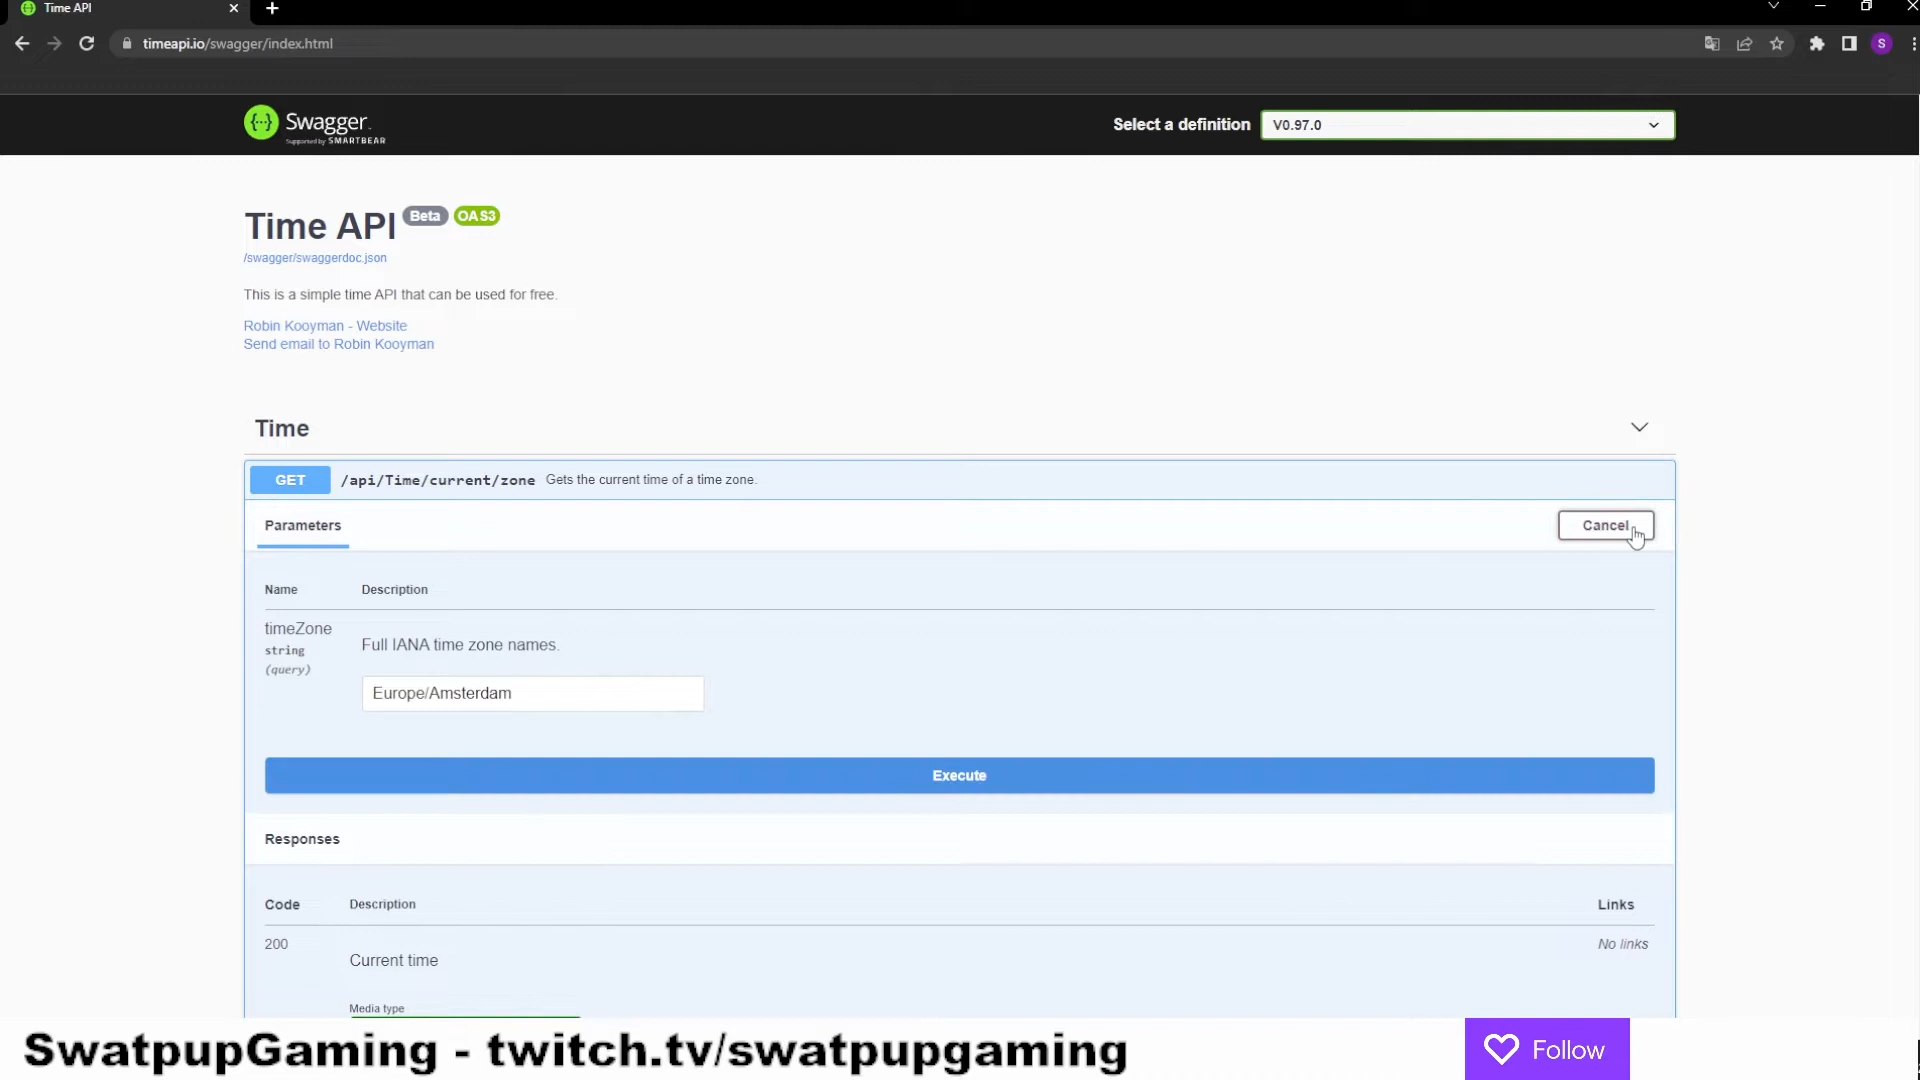 Time API
timeapi.io/swagger/index.html
S
{...} Swagger
Supported by SMARTBEAR
Select a definition
V0.97.0
Time API Beta OAS3
/swagger/swaggerdoc.json
This is a simple time API that can be used for free.
Robin Kooyman - Website
Send email to Robin Kooyman
Time
GET /api/Time/current/zone Gets the current time of a time zone.
Parameters
Cancel
Name Description
timeZone
string
(query)
Full IANA time zone names.
Europe/Amsterdam
Execute
Responses
Code Description Links
200
Current time
No links
Media type
SwatpupGaming - twitch.tv/swatpupgaming
Follow